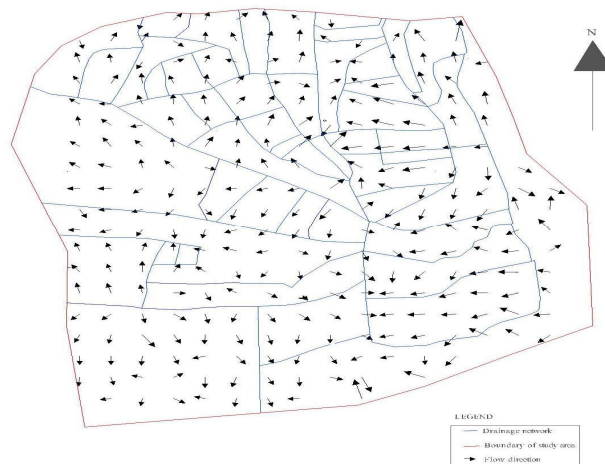 N
LEGEND
Drainage network
Boundary of study area
Flow direction